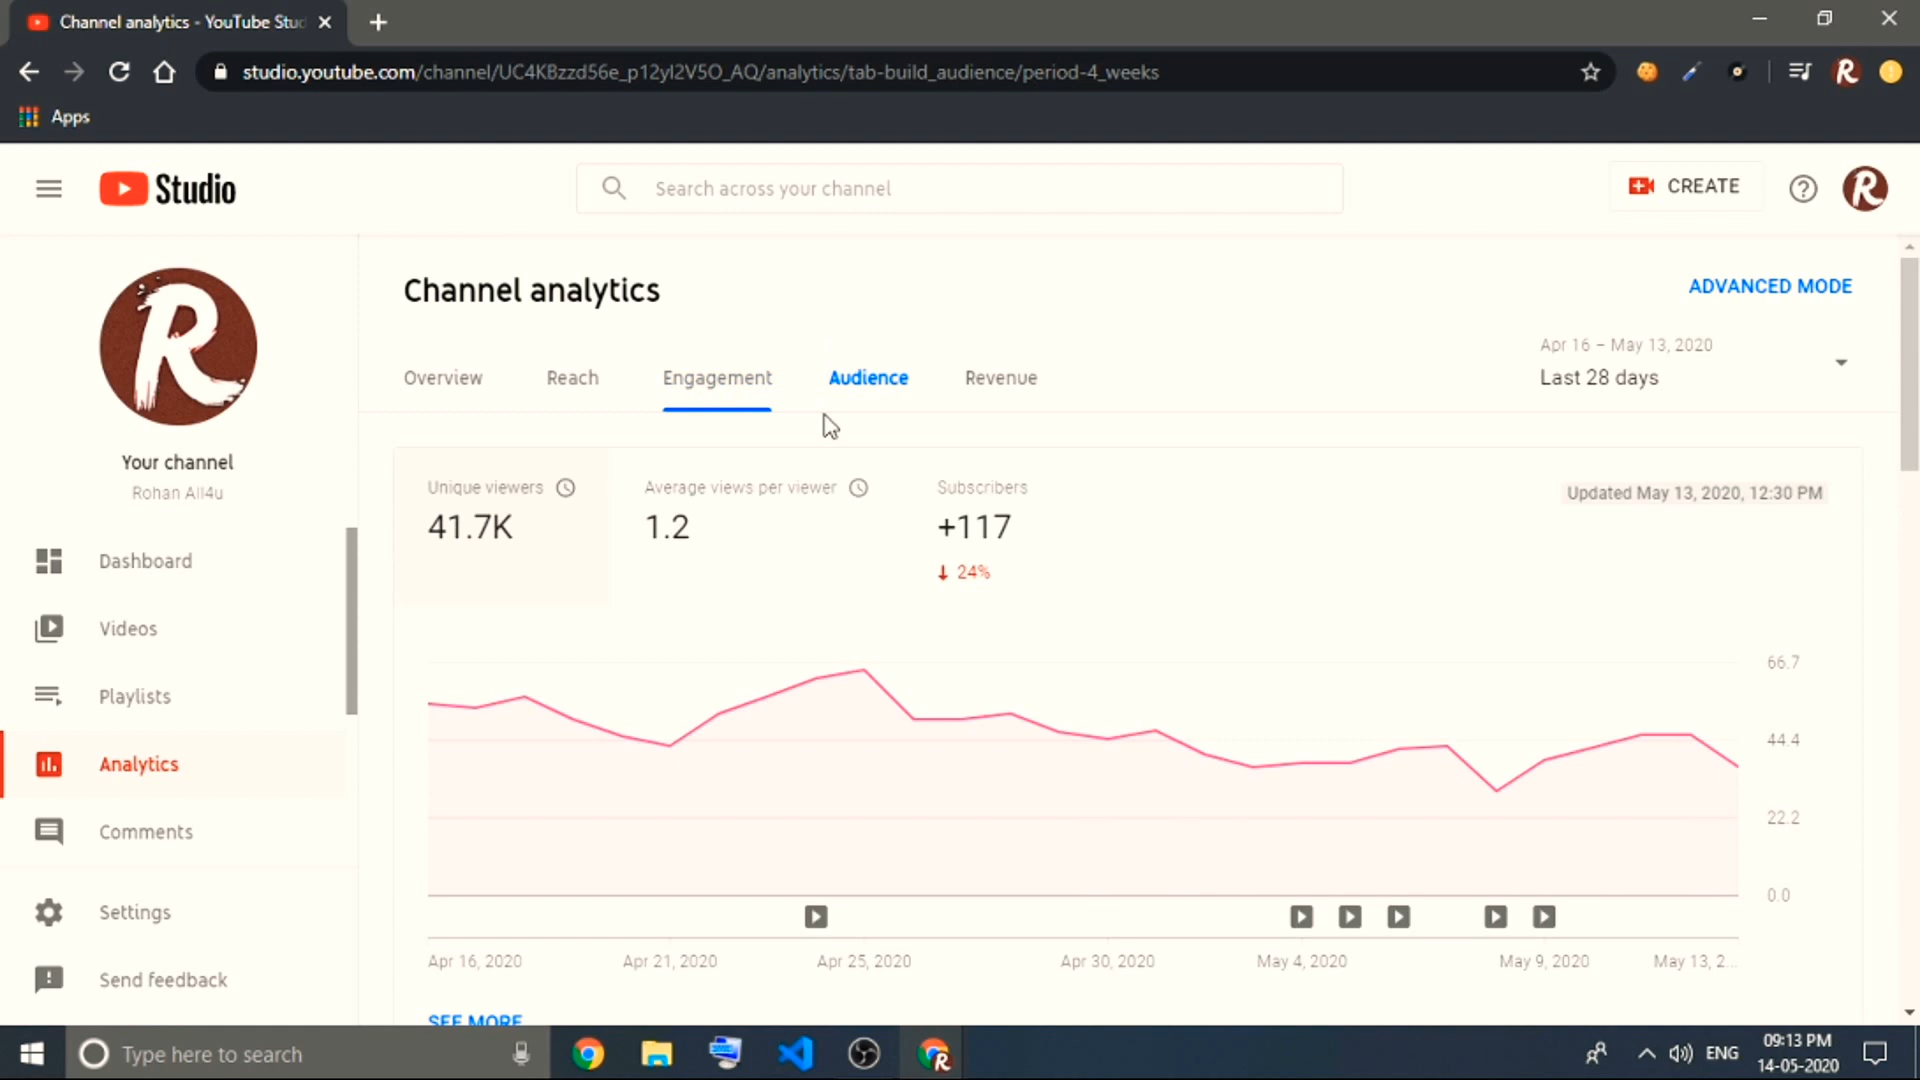 Channel analytics - YouTube Stud
studio.youtube.com/channel/UC4KBzzd56e_p12yI2V5O_AQ/analytics/tab-build_audience/period-4_weeks
Apps
Studio
Search across your channel
CREATE
R
Your channel
Rohan All4u
Dashboard
Videos
Playlists
Analytics
Comments
Settings
Send feedback
Channel analytics
ADVANCED MODE
Overview
Reach
Engagement
Audience
Revenue
Apr 16 – May 13, 2020
Last 28 days
Unique viewers
41.7K
Average views per viewer
1.2
Subscribers
+117
24%
Updated May 13, 2020, 12:30 PM
66.7
44.4
22.2
0.0
Apr 16, 2020
Apr 21, 2020
Apr 25, 2020
Apr 30, 2020
May 4, 2020
May 9, 2020
May 13, 2...
SEE MORE
Type here to search
ENG
09:13 PM
14-05-2020